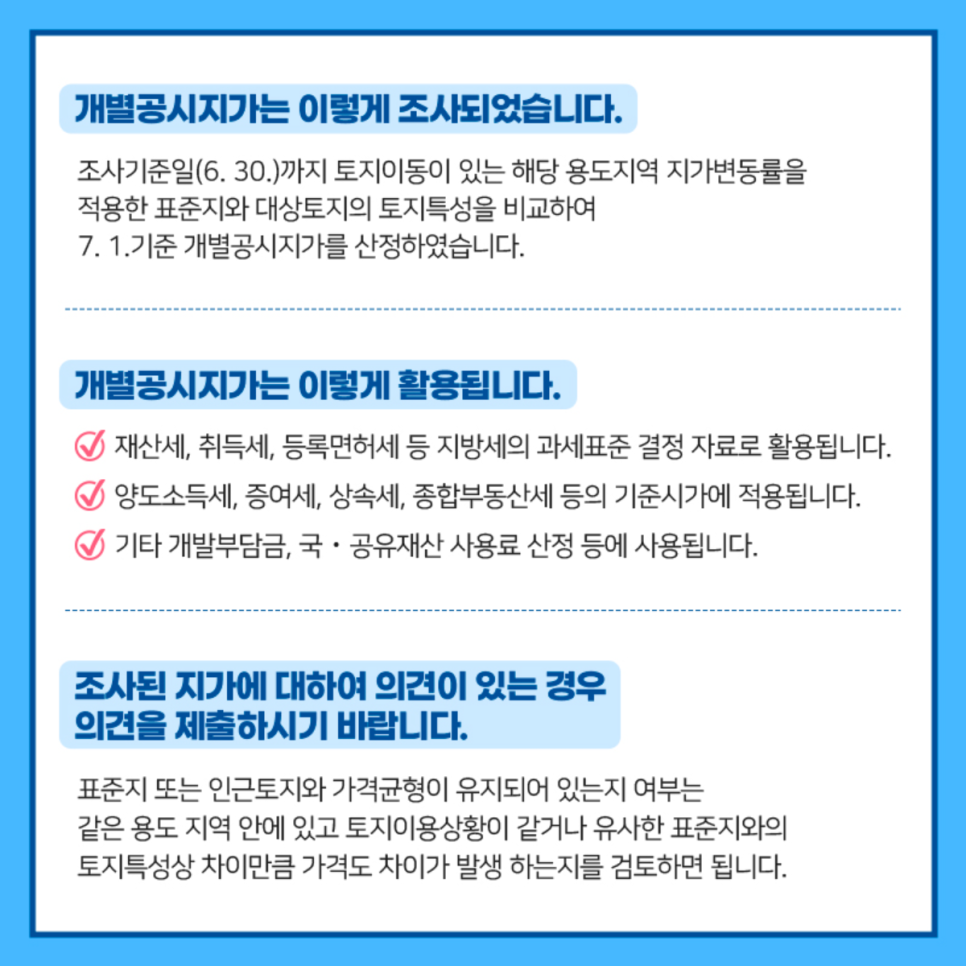 개별공시지가는 이렇게 조사되었습니다.
조사기준일(6. 30.)까지 토지이동이 있는 해당 용도지역 지가변동률을
적용한 표준지와 대상토지의 토지특성을 비교하여
7. 1.기준 개별공시지가를 산정하였습니다.
개별공시지가는 이렇게 활용됩니다.
재산세, 취득세, 등록면허세 등 지방세의 과세표준 결정 자료로 활용됩니다.
양도소득세, 증여세, 상속세, 종합부동산세 등의 기준시가에 적용됩니다.
기타 개발부담금, 국・공유재산 사용료 산정 등에 사용됩니다.
조사된 지가에 대하여 의견이 있는 경우
의견을 제출하시기 바랍니다.
표준지 또는 인근토지와 가격균형이 유지되어 있는지 여부는
같은 용도 지역 안에 있고 토지이용상황이 같거나 유사한 표준지와의
토지특성상 차이만큼 가격도 차이가 발생 하는지를 검토하면 됩니다.